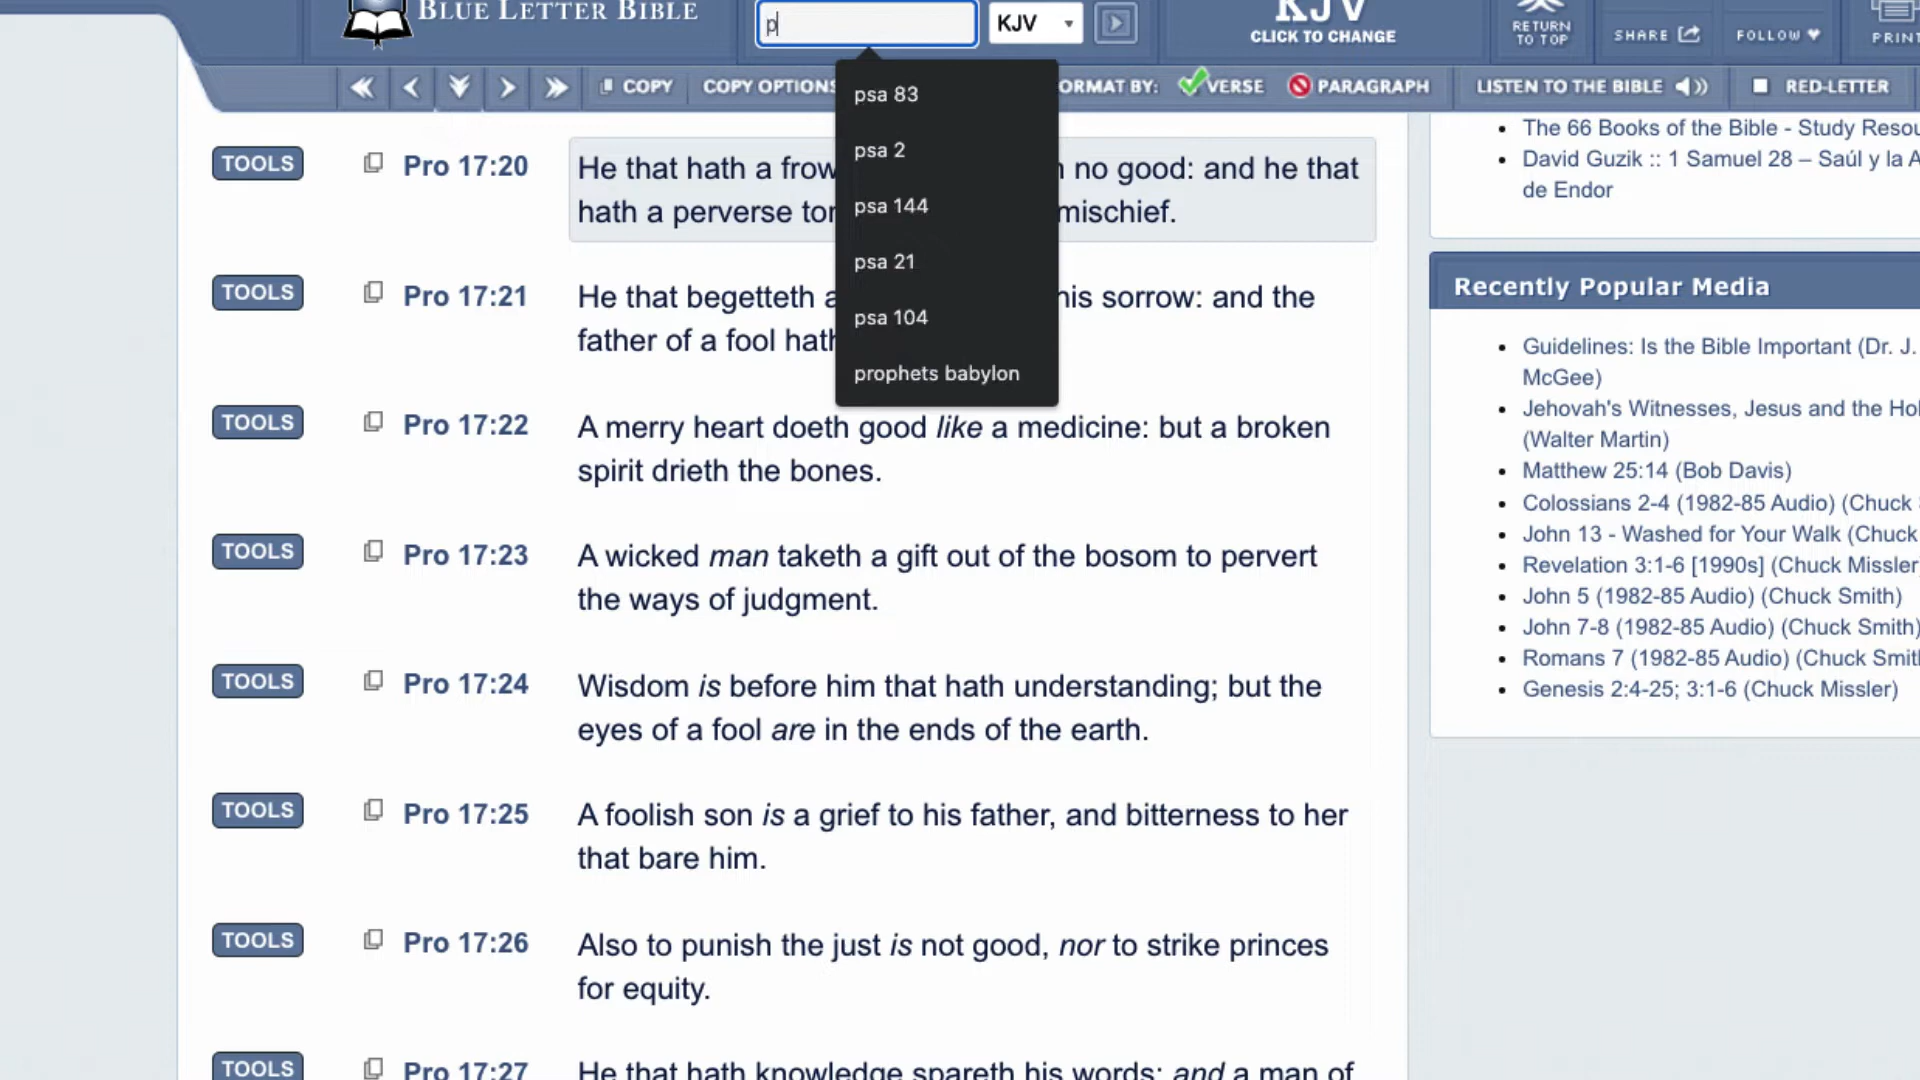 BLUE LETTER BIBLE
p
KJV
KJV
CLICK TO CHANGE
RETURN
TO TOP
SHARE
FOLLOW
PRINT
COPY
COPY OPTIONS
ORMAT BY:
VERSE
PARAGRAPH
LISTEN TO THE BIBLE
RED-LETTER
psa 83
psa 2
psa 144
psa 21
psa 104
prophets babylon
TOOLS
Pro 17:20
He that hath a frow no good: and he that
hath a perverse ton mischief.
TOOLS
Pro 17:21
He that begetteth a his sorrow: and the
father of a fool hath
TOOLS
Pro 17:22
A merry heart doeth good like a medicine: but a broken
spirit drieth the bones.
TOOLS
Pro 17:23
A wicked man taketh a gift out of the bosom to pervert
the ways of judgment.
TOOLS
Pro 17:24
Wisdom is before him that hath understanding; but the
eyes of a fool are in the ends of the earth.
TOOLS
Pro 17:25
A foolish son is a grief to his father, and bitterness to her
that bare him.
TOOLS
Pro 17:26
Also to punish the just is not good, nor to strike princes
for equity.
TOOLS
Pro 17:27
He that hath knowledge spareth his words: and a man of
The 66 Books of the Bible - Study Resou
David Guzik :: 1 Samuel 28 – Saúl y la A
de Endor
Recently Popular Media
Guidelines: Is the Bible Important (Dr. J.
McGee)
Jehovah's Witnesses, Jesus and the Hol
(Walter Martin)
Matthew 25:14 (Bob Davis)
Colossians 2-4 (1982-85 Audio) (Chuck
John 13 - Washed for Your Walk (Chuck
Revelation 3:1-6 [1990s] (Chuck Missler
John 5 (1982-85 Audio) (Chuck Smith)
John 7-8 (1982-85 Audio) (Chuck Smith)
Romans 7 (1982-85 Audio) (Chuck Smit
Genesis 2:4-25; 3:1-6 (Chuck Missler)